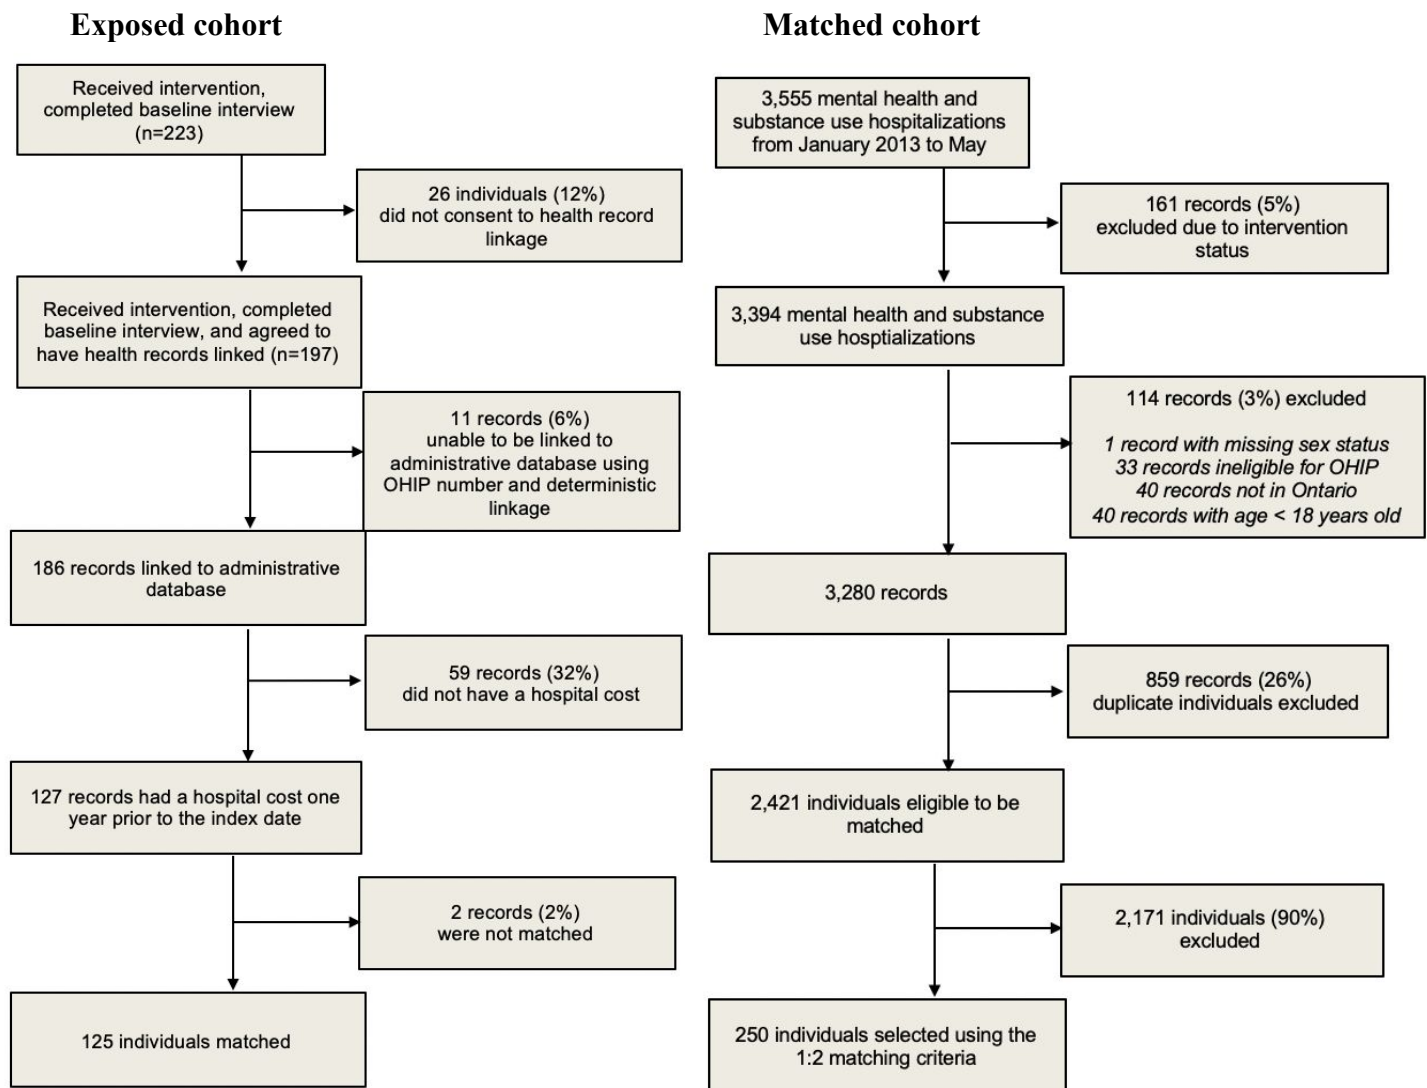 Exposed cohort
Received intervention,
completed baseline interview
(n=223)
26 individuals (12%)
did not consent to health record
linkage
Received intervention, completed
baseline interview, and agreed to
have health records linked (n=197)
11 records (6%)
unable to be linked to
administrative database using
OHIP number and deterministic
linkage
186 records linked to administrative
database
59 records (32%)
did not have a hospital cost
127 records had a hospital cost one
year prior to the index date
2 records (2%)
were not matched
125 individuals matched
Matched cohort
3,555 mental health and
substance use hospitalizations
from January 2013 to May
161 records (5%)
excluded due to intervention
status
3,394 mental health and substance
use hosptializations
114 records (3%) excluded
1 record with missing sex status
33 records ineligible for OHIP
40 records not in Ontario
40 records with age < 18 years old
3,280 records
859 records (26%)
duplicate individuals excluded
2,421 individuals eligible to be
matched
2,171 individuals (90%)
excluded
250 individuals selected using the
1:2 matching criteria